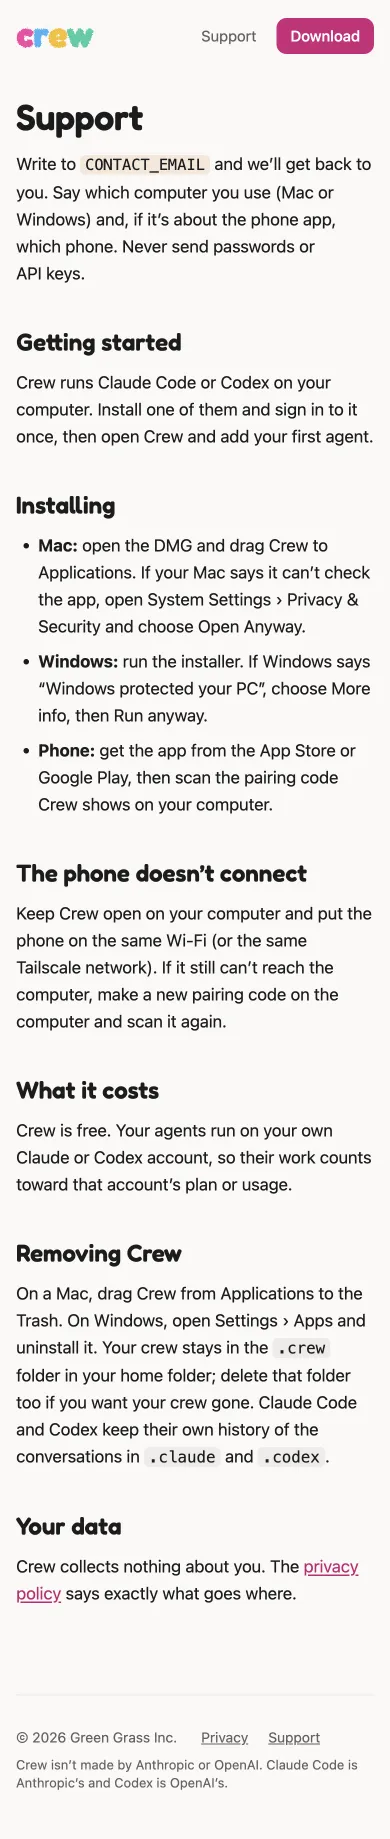 crew
Support
Download
Support
Write to CONTACT_EMAIL and we’ll get back to
you. Say which computer you use (Mac or
Windows) and, if it’s about the phone app,
which phone. Never send passwords or
API keys.
Getting started
Crew runs Claude Code or Codex on your
computer. Install one of them and sign in to it
once, then open Crew and add your first agent.
Installing
• Mac: open the DMG and drag Crew to
Applications. If your Mac says it can’t check
the app, open System Settings › Privacy &
Security and choose Open Anyway.
• Windows: run the installer. If Windows says
“Windows protected your PC”, choose More
info, then Run anyway.
• Phone: get the app from the App Store or
Google Play, then scan the pairing code
Crew shows on your computer.
The phone doesn’t connect
Keep Crew open on your computer and put the
phone on the same Wi-Fi (or the same
Tailscale network). If it still can’t reach the
computer, make a new pairing code on the
computer and scan it again.
What it costs
Crew is free. Your agents run on your own
Claude or Codex account, so their work counts
toward that account’s plan or usage.
Removing Crew
On a Mac, drag Crew from Applications to the
Trash. On Windows, open Settings › Apps and
uninstall it. Your crew stays in the .crew
folder in your home folder; delete that folder
too if you want your crew gone. Claude Code
and Codex keep their own history of the
conversations in .claude and .codex.
Your data
Crew collects nothing about you. The privacy
policy says exactly what goes where.
© 2026 Green Grass Inc. Privacy Support
Crew isn’t made by Anthropic or OpenAI. Claude Code is
Anthropic’s and Codex is OpenAI’s.